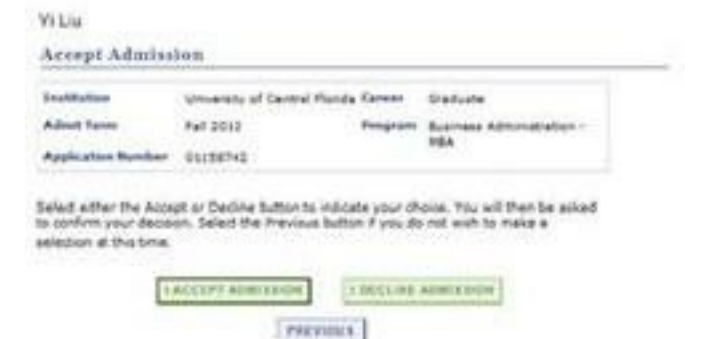 Yi Liu
Accept Admission
Institution University of Central Florida Career Graduate
Admit Term Fall 2012 Program Business Administration -
MBA
Application Number 01158742
Select either the Accept or Decline button to indicate your choice. You will then be asked
to confirm your decision. Select the Previous button if you do not wish to make a
selection at this time.
I ACCEPT ADMISSION I DECLINE ADMISSION
PREVIOUS